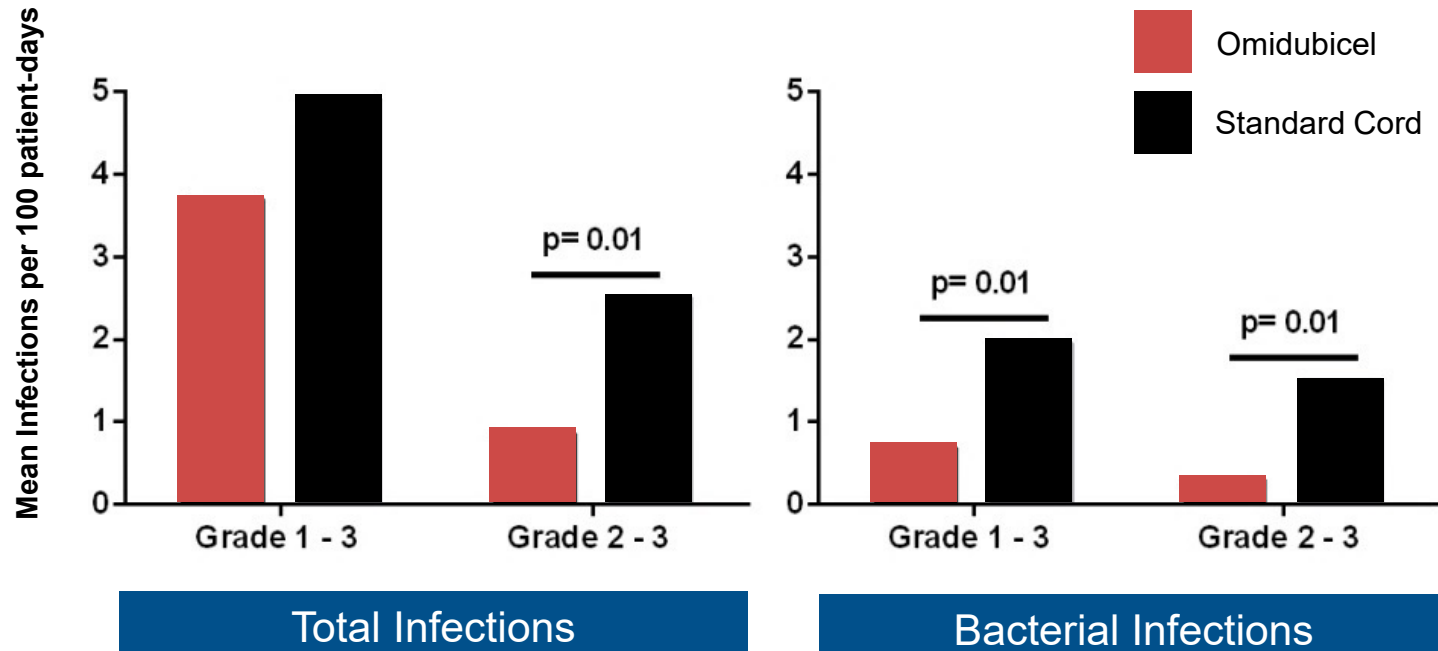 Mean Infections per 100 patient-days
Omidubicel
Standard Cord
5
4
3
2
1
0
p= 0.01
Grade 1 - 3
Grade 2 - 3
Total Infections
5
4
3
2
1
0
p= 0.01
p= 0.01
Grade 1 - 3
Grade 2 - 3
Bacterial Infections